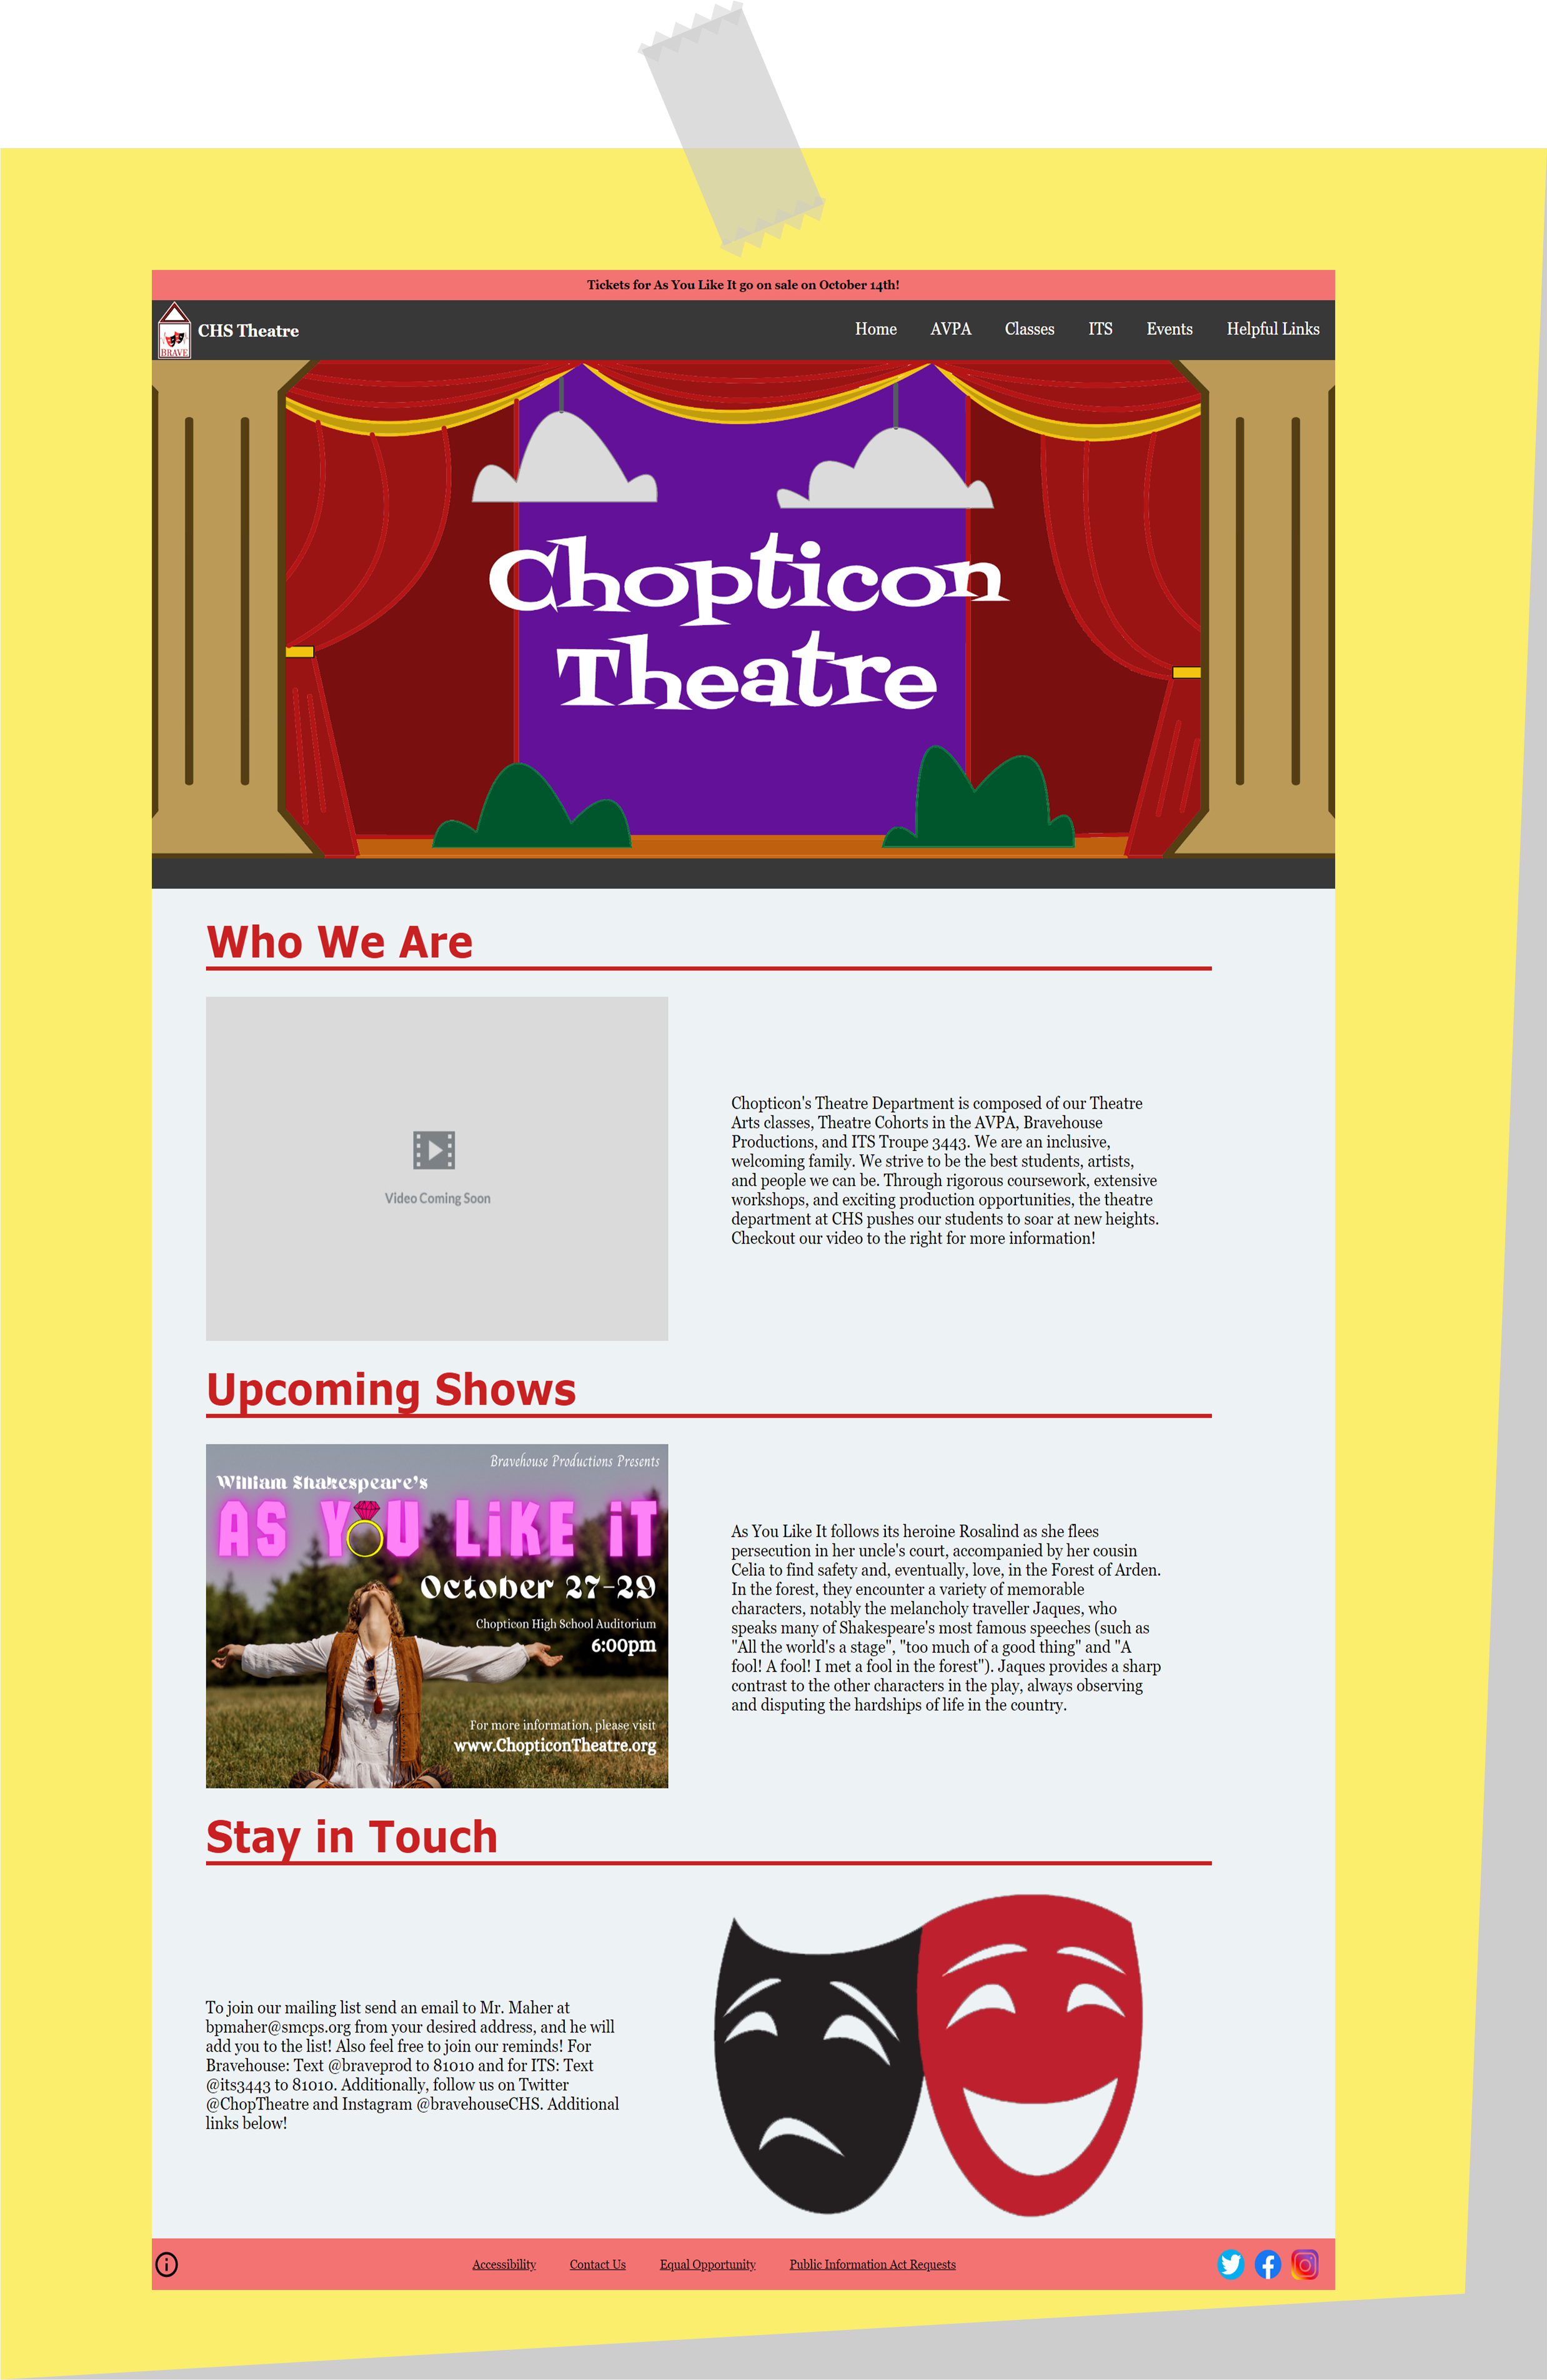 Tickets for As You Like It go on sale on October 14th!
BRAVE
CHS Theatre
Home AVPA Classes ITS Events Helpful Links
Chopticon
Theatre
Who We Are
Video Coming Soon
Chopticon's Theatre Department is composed of our Theatre
Arts classes, Theatre Cohorts in the AVPA, Bravehouse
Productions, and ITS Troupe 3443. We are an inclusive,
welcoming family. We strive to be the best students, artists,
and people we can be. Through rigorous coursework, extensive
workshops, and exciting production opportunities, the theatre
department at CHS pushes our students to soar at new heights.
Checkout our video to the right for more information!
Upcoming Shows
Bravehouse Productions Presents
William Shakespeare's
AS YOU LiKE iT
October 27-29
Chopticon High School Auditorium
6:00pm
For more information, please visit
www.ChopticonTheatre.org
As You Like It follows its heroine Rosalind as she flees
persecution in her uncle's court, accompanied by her cousin
Celia to find safety and, eventually, love, in the Forest of Arden.
In the forest, they encounter a variety of memorable
characters, notably the melancholy traveller Jaques, who
speaks many of Shakespeare's most famous speeches (such as
"All the world's a stage", "too much of a good thing" and "A
fool! A fool! I met a fool in the forest"). Jaques provides a sharp
contrast to the other characters in the play, always observing
and disputing the hardships of life in the country.
Stay in Touch
To join our mailing list send an email to Mr. Maher at
bpmaher@smcps.org from your desired address, and he will
add you to the list! Also feel free to join our reminds! For
Bravehouse: Text @braveprod to 81010 and for ITS: Text
@its3443 to 81010. Additionally, follow us on Twitter
@ChopTheatre and Instagram @bravehouseCHS. Additional
links below!
Accessibility Contact Us Equal Opportunity Public Information Act Requests